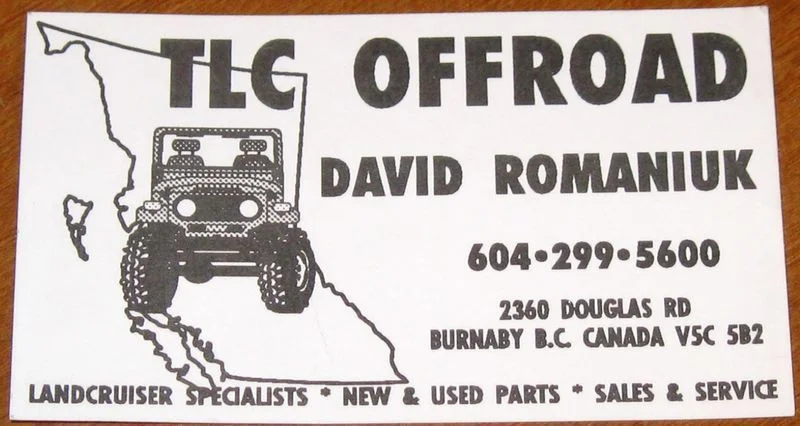 TLC OFFROAD
DAVID ROMANIUK
604•299•5600
2360 DOUGLAS RD
BURNABY B.C. CANADA V5C 5B2
LANDCRUISER SPECIALISTS * NEW & USED PARTS * SALES & SERVICE